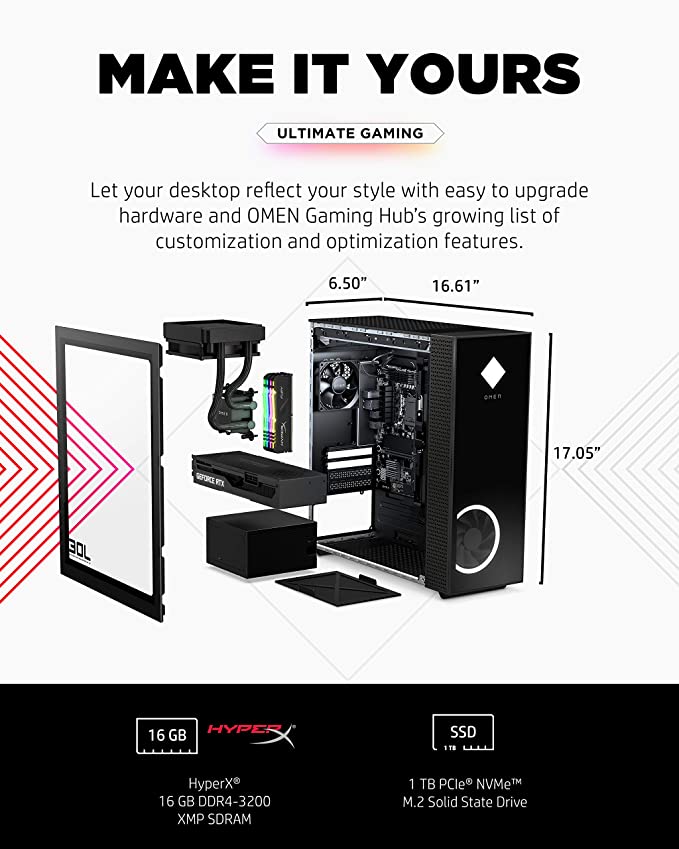 MAKE IT YOURS
ULTIMATE GAMING
Let your desktop reflect your style with easy to upgrade
hardware and OMEN Gaming Hub’s growing list of
customization and optimization features.
6.50”
16.61”
OMEN
17.05”
OMEN
HYPERX
FURY
GEFORCE RTX
30L
16 GB
HYPERX
HyperX®
16 GB DDR4-3200
XMP SDRAM
SSD
1 TB
1 TB PCIe® NVMe™
M.2 Solid State Drive